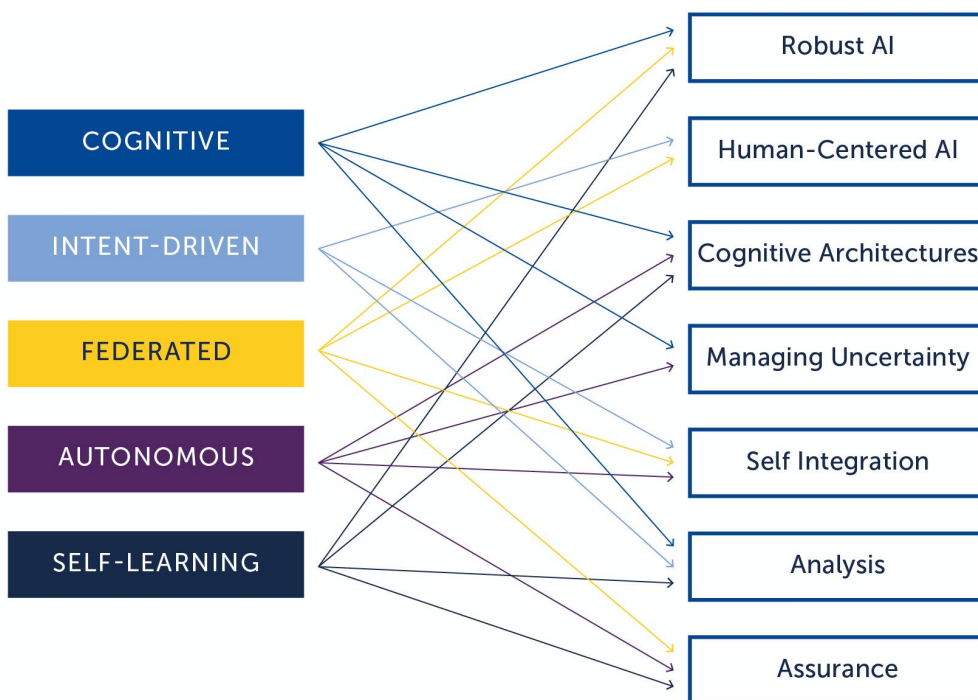 COGNITIVE
INTENT-DRIVEN
FEDERATED
AUTONOMOUS
SELF-LEARNING
Robust AI
Human-Centered AI
Cognitive Architectures
Managing Uncertainty
Self Integration
Analysis
Assurance